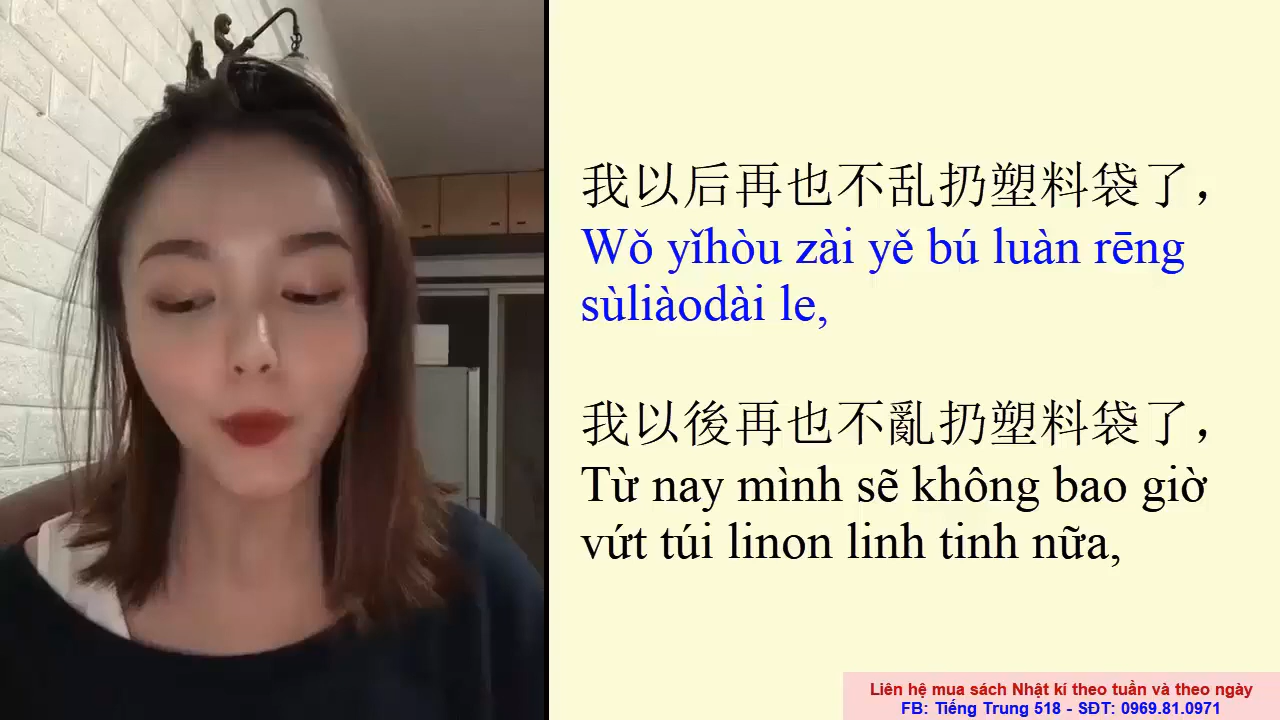 我以后再也不乱扔塑料袋了，
Wǒ yǐhòu zài yě bú luàn rēng
sùliàodài le,
我以後再也不亂扔塑料袋了，
Từ nay mình sẽ không bao giờ
vứt túi linon linh tinh nữa,
Liên hệ mua sách Nhật kí theo tuần và theo ngày
FB: Tiếng Trung 518 - SĐT: 0969.81.0971